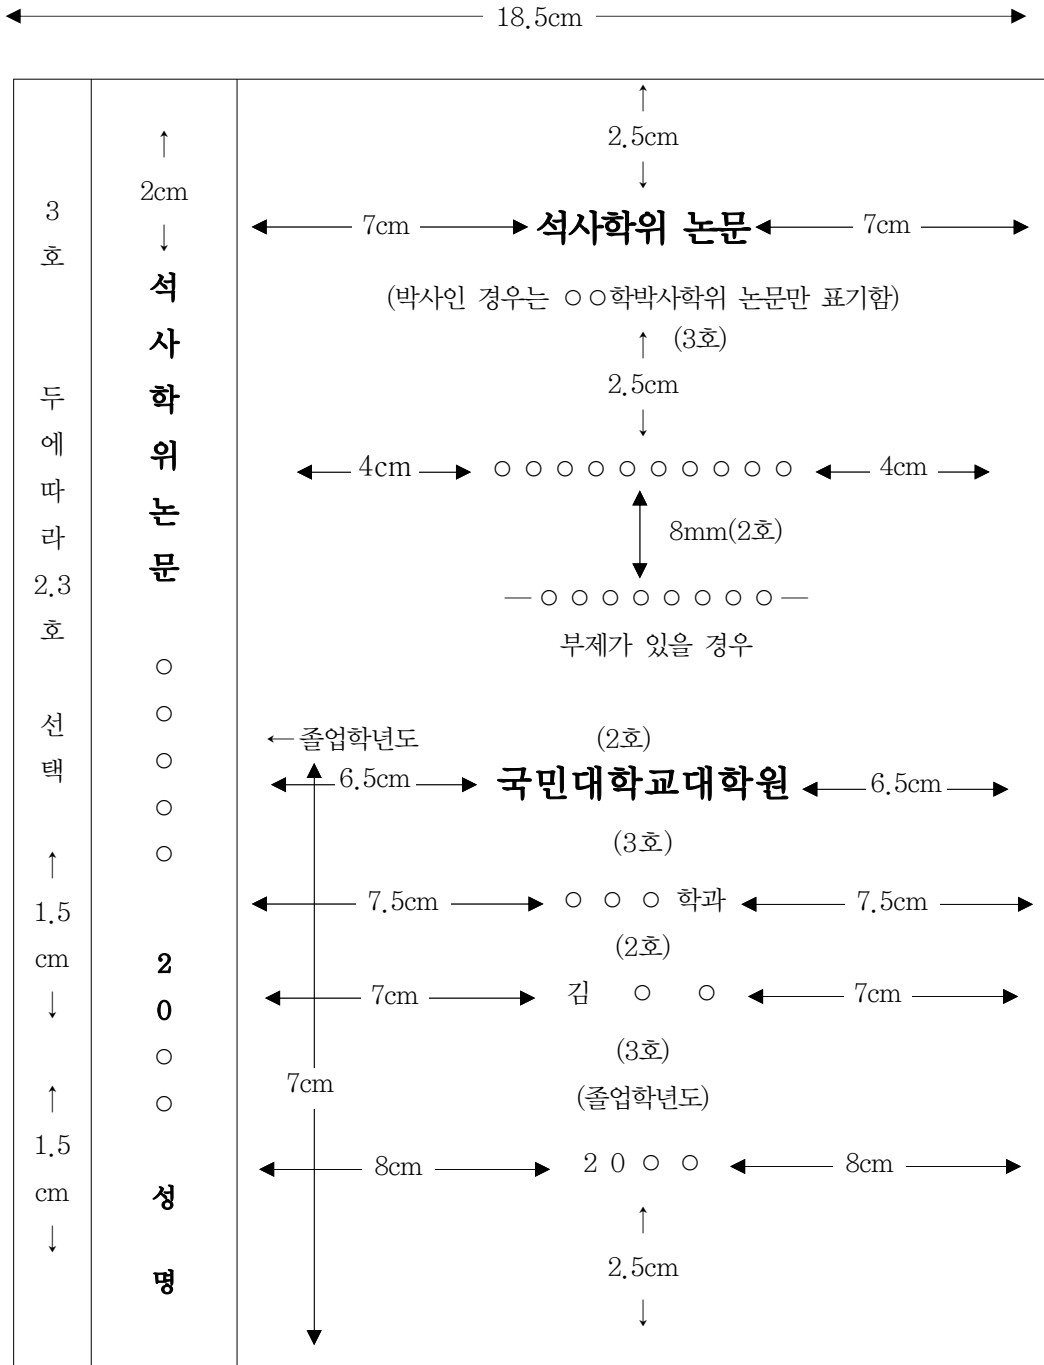 18.5cm
3
호
두
에
따
라
2.3
호
선
택
↑
1.5
cm
↓
↑
1.5
cm
↓
↑
2cm
↓
석
사
학
위
논
문
○
○
○
○
○
2
0
○
○
성
명
↑
2.5cm
↓
7cm 석사학위 논문 7cm
(박사인 경우는 ○○학박사학위 논문만 표기함)
↑ (3호)
2.5cm
↓
4cm ○○○○○○○○○○ 4cm
8mm(2호)
―○○○○○○○○―
부제가 있을 경우
←졸업학년도 (2호)
6.5cm 국민대학교대학원 6.5cm
(3호)
7.5cm ○ ○ ○ 학과 7.5cm
(2호)
7cm 김 ○ ○ 7cm
(3호)
7cm
(졸업학년도)
8cm 2 0 ○ ○ 8cm
↑
2.5cm
↓